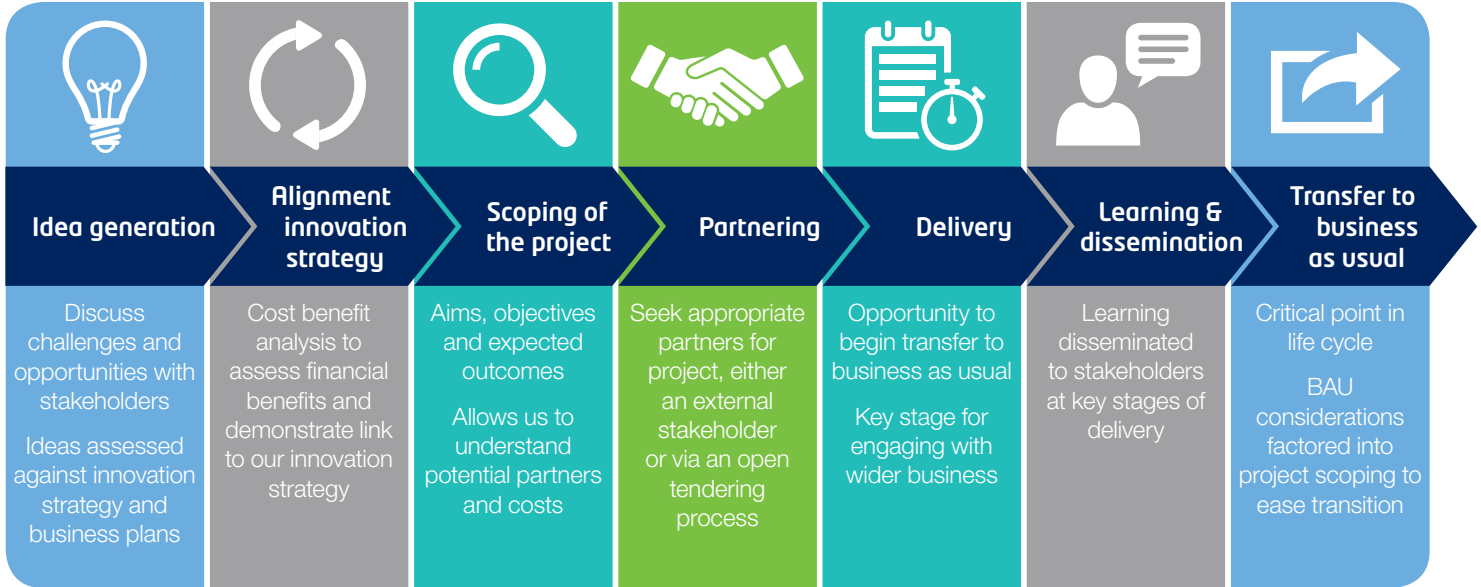 Idea generation
Alignment
innovation
strategy
Scoping of
the project
Partnering
Delivery
Learning &
dissemination
Transfer to
business
as usual
Discuss
challenges and
opportunities with
stakeholders
Ideas assessed
against innovation
strategy and
business plans
Cost benefit
analysis to
assess financial
benefits and
demonstrate link
to our innovation
strategy
Aims, objectives
and expected
outcomes
Allows us to
understand
potential partners
and costs
Seek appropriate
partners for
project, either
an external
stakeholder
or via an open
tendering
process
Opportunity to
begin transfer to
business as usual
Key stage for
engaging with
wider business
Learning
disseminated
to stakeholders
at key stages of
delivery
Critical point in
life cycle
BAU
considerations
factored into
project scoping to
ease transition